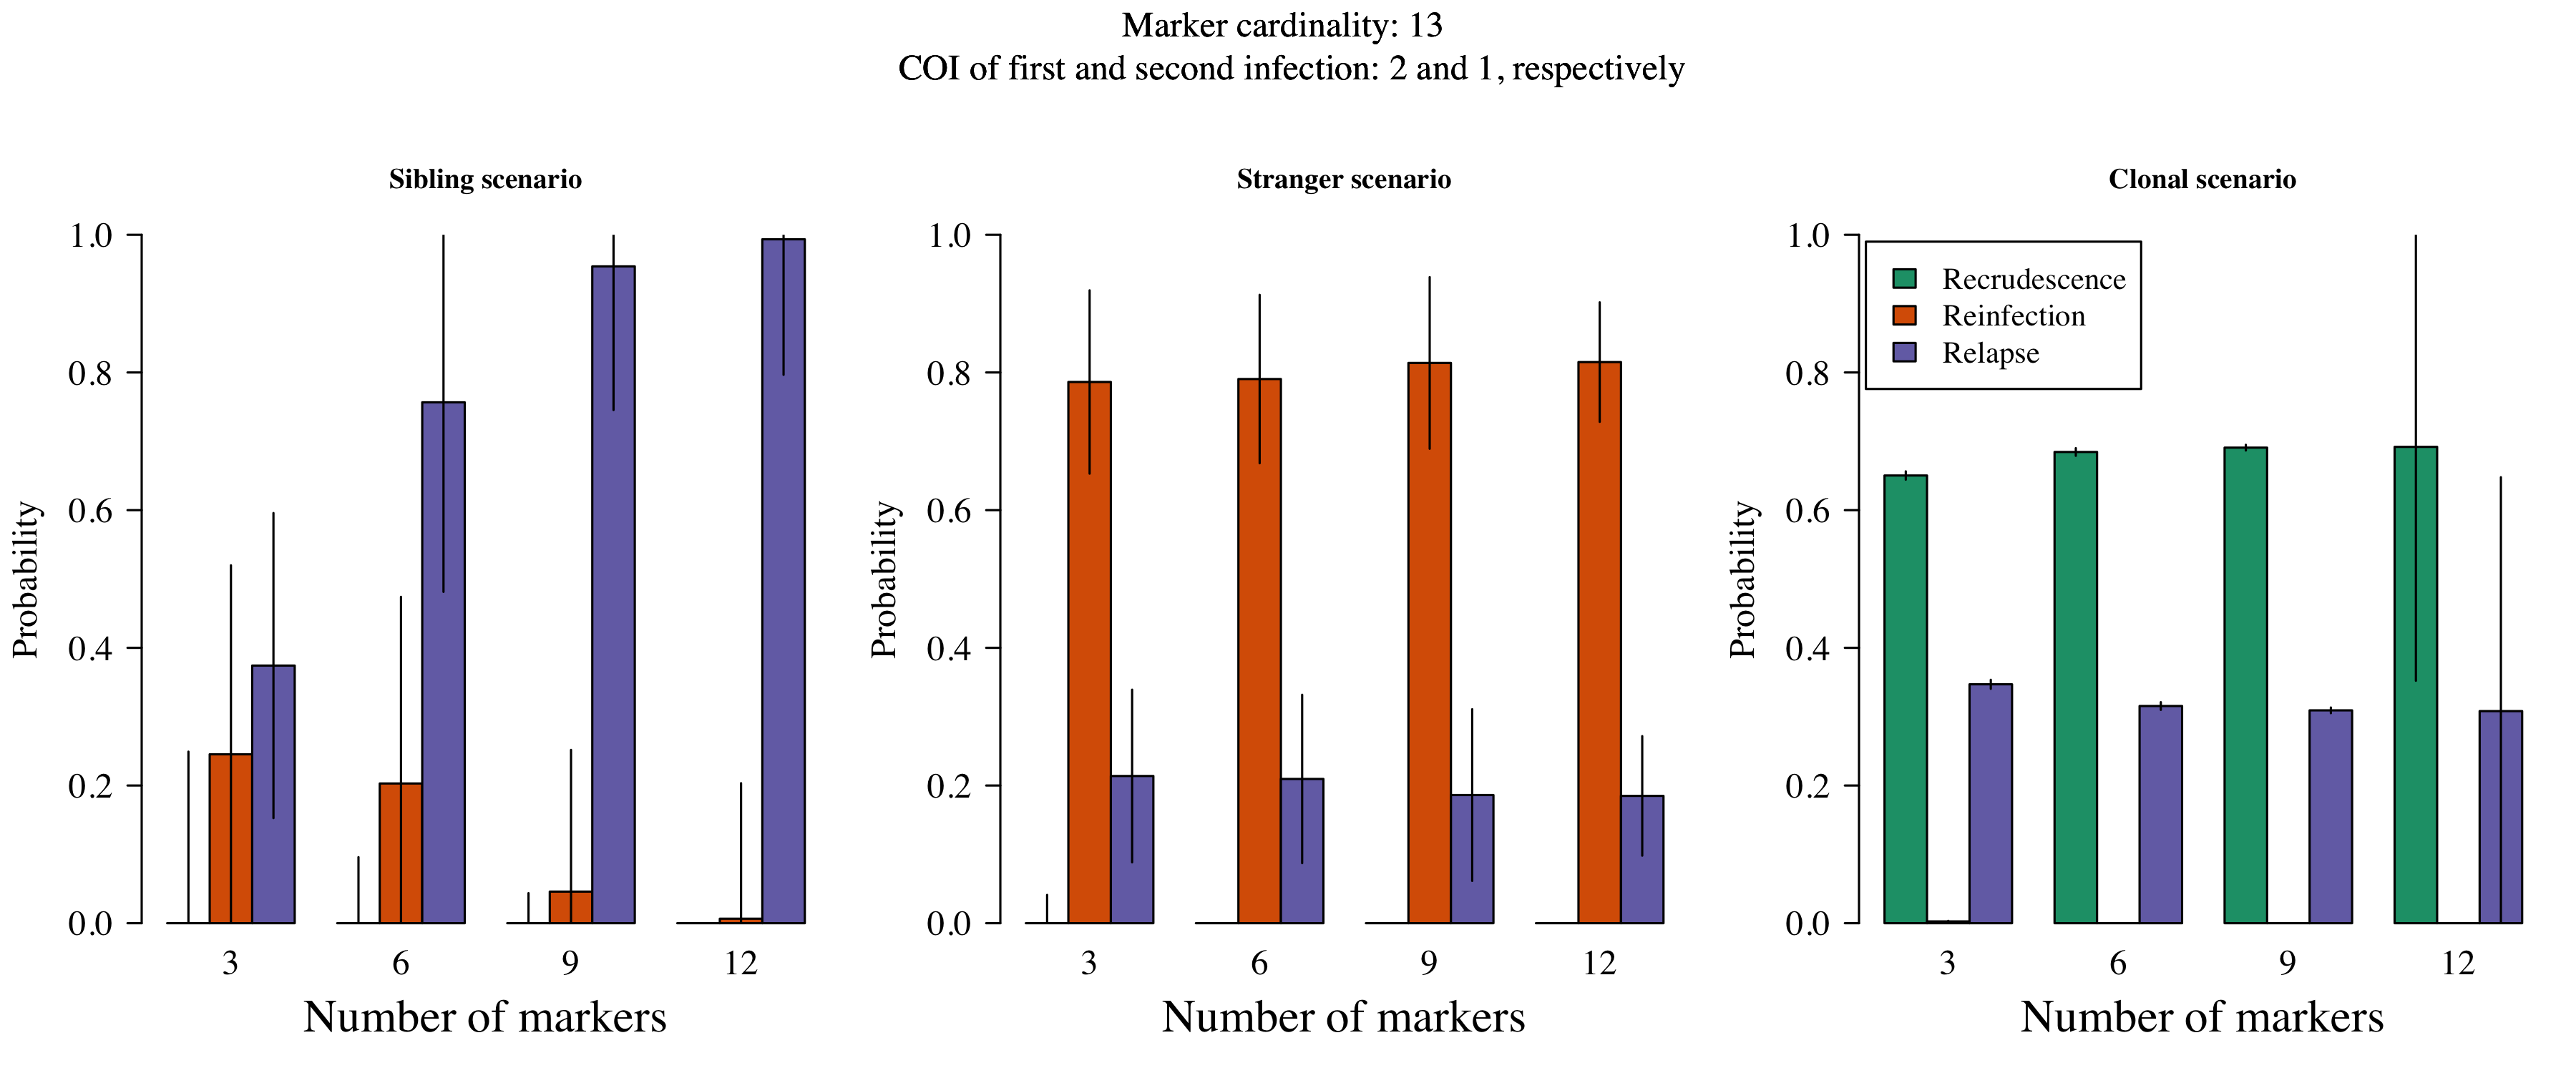 Marker cardinality: 13
COI of first and second infection: 2 and 1, respectively
Sibling scenario
1.0
0.8
0.6
0.4
0.2
0.0
Probability
3 6 9 12
Number of markers
Stranger scenario
1.0
0.8
0.6
0.4
0.2
0.0
Probability
3 6 9 12
Number of markers
Clonal scenario
1.0
0.8
0.6
0.4
0.2
0.0
Probability
Recrudescence
Reinfection
Relapse
3 6 9 12
Number of markers